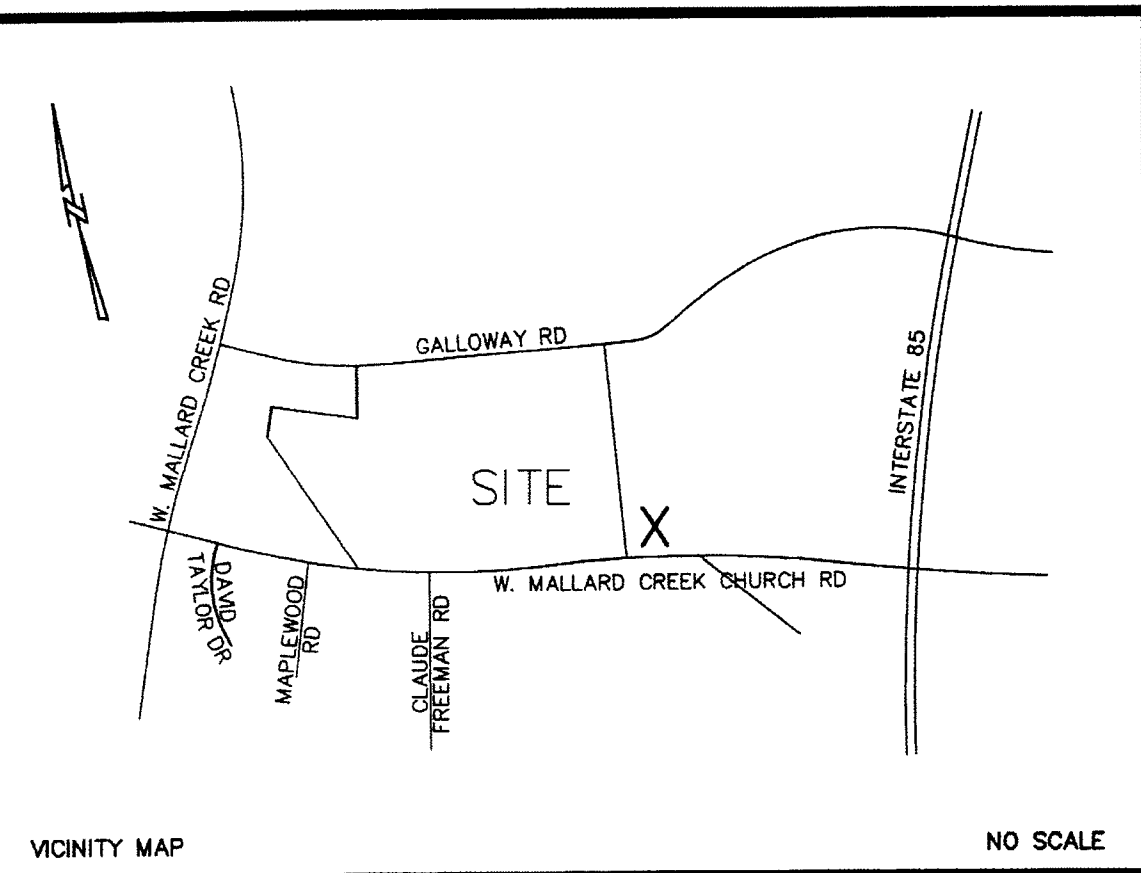 N
W. MALLARD CREEK RD
GALLOWAY RD
INTERSTATE 85
SITE
X
W. MALLARD CREEK CHURCH RD
DAVID
TAYLOR DR
MAPLEWOOD
RD
CLAUDE
FREEMAN RD
VICINITY MAP
NO SCALE